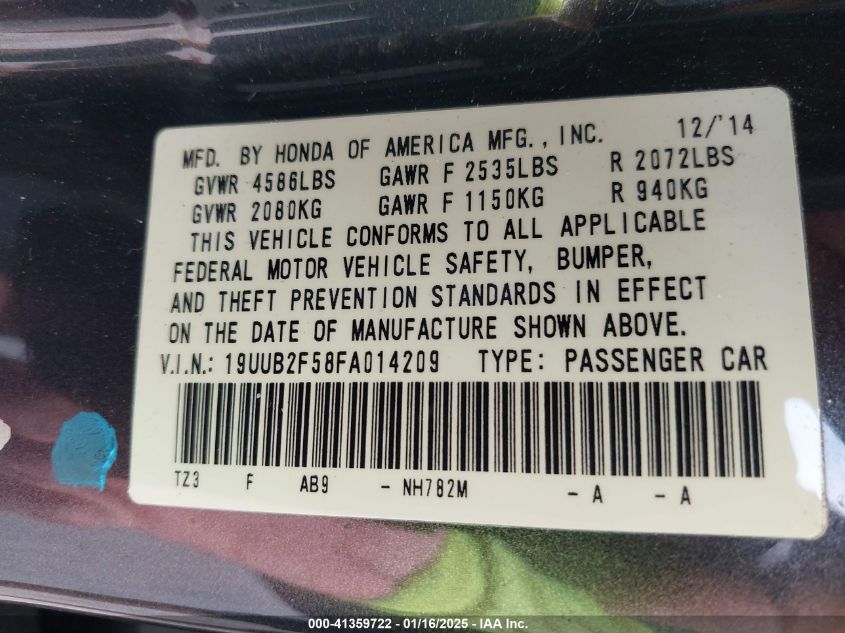 MFD. BY HONDA OF AMERICA MFG., INC. 12/'14
GVWR 4586LBS GAWR F 2535LBS R 2072LBS
GVWR 2080KG GAWR F 1150KG R 940KG
THIS VEHICLE CONFORMS TO ALL APPLICABLE
FEDERAL MOTOR VEHICLE SAFETY, BUMPER,
AND THEFT PREVENTION STANDARDS IN EFFECT
ON THE DATE OF MANUFACTURE SHOWN ABOVE.
V.I.N.: 19UUB2F58FA014209 TYPE: PASSENGER CAR
TZ3 F AB9 - NH782M - A - A
000-41359722 - 01/16/2025 - IAA Inc.